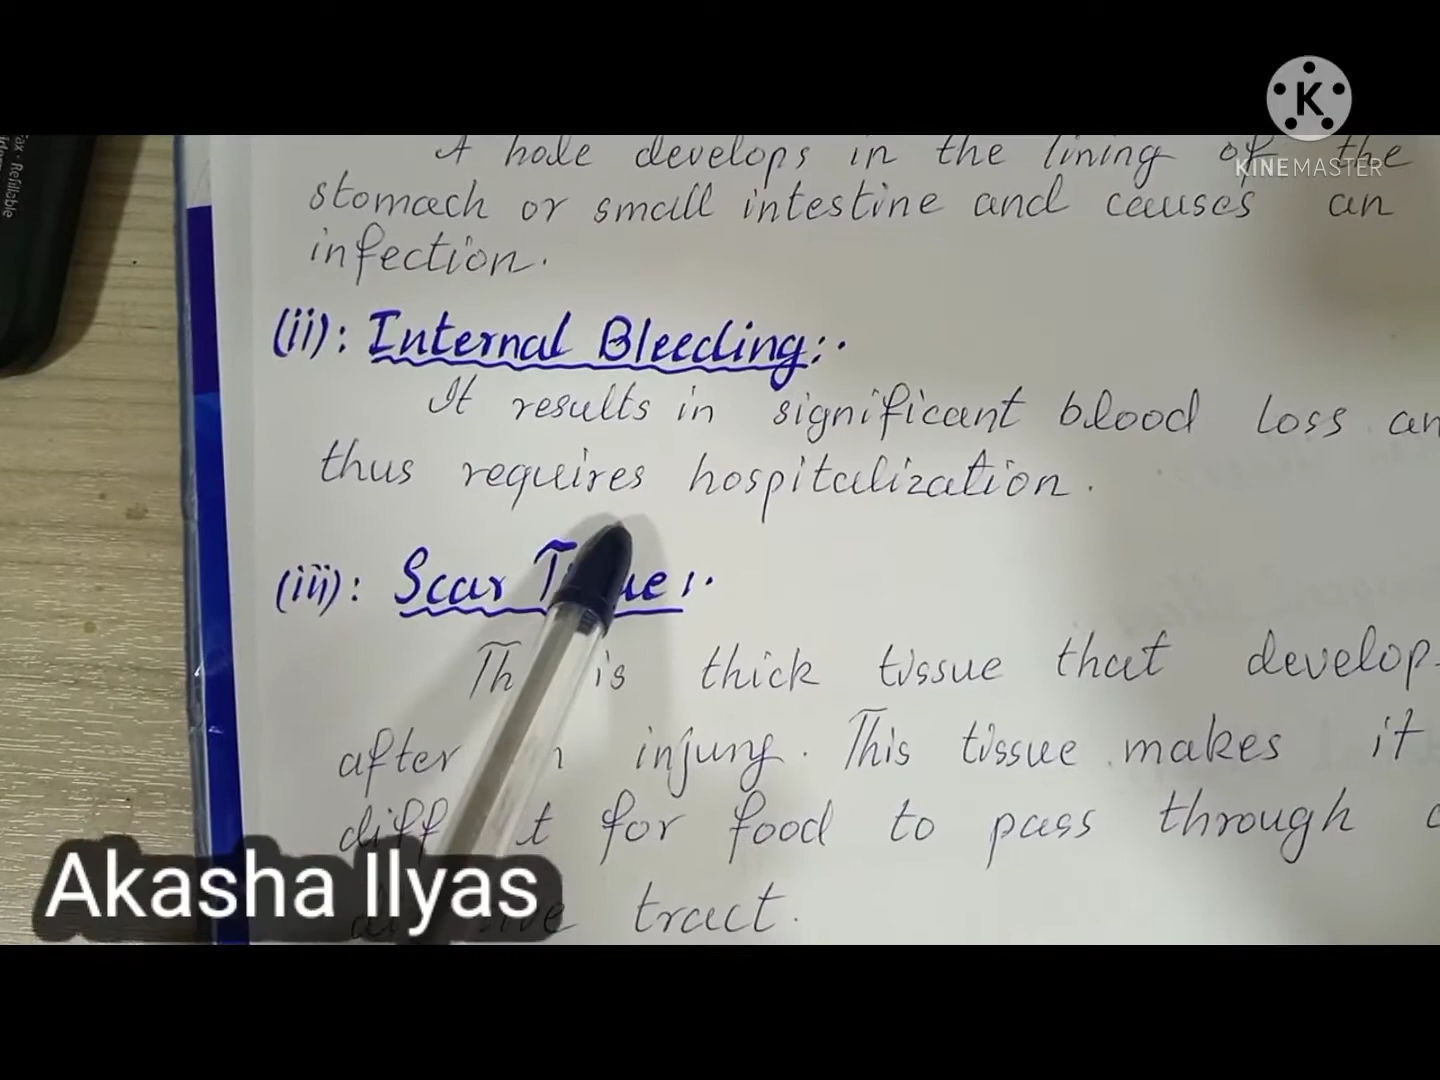 K
KINEMASTER
A hole develops in the lining of the
stomach or small intestine and causes an
infection.
(ii): Internal Bleeding:.
It results in significant blood loss an
thus requires hospitalization.
(iii): Scar
is thick tissue that develop-
after injury. This tissue makes it
for food to pass through
tract.
Akasha Ilyas
Refillable